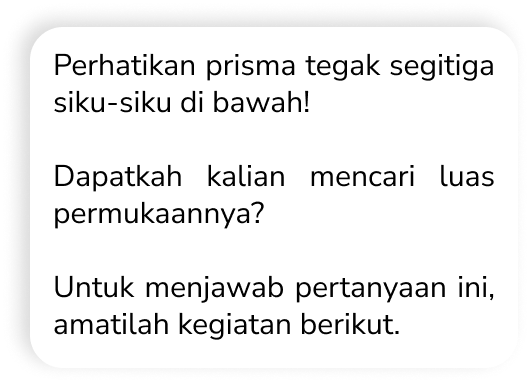 Perhatikan prisma tegak segitiga
siku-siku di bawah!
Dapatkah kalian mencari luas
permukaannya?
Untuk menjawab pertanyaan ini,
amatilah kegiatan berikut.